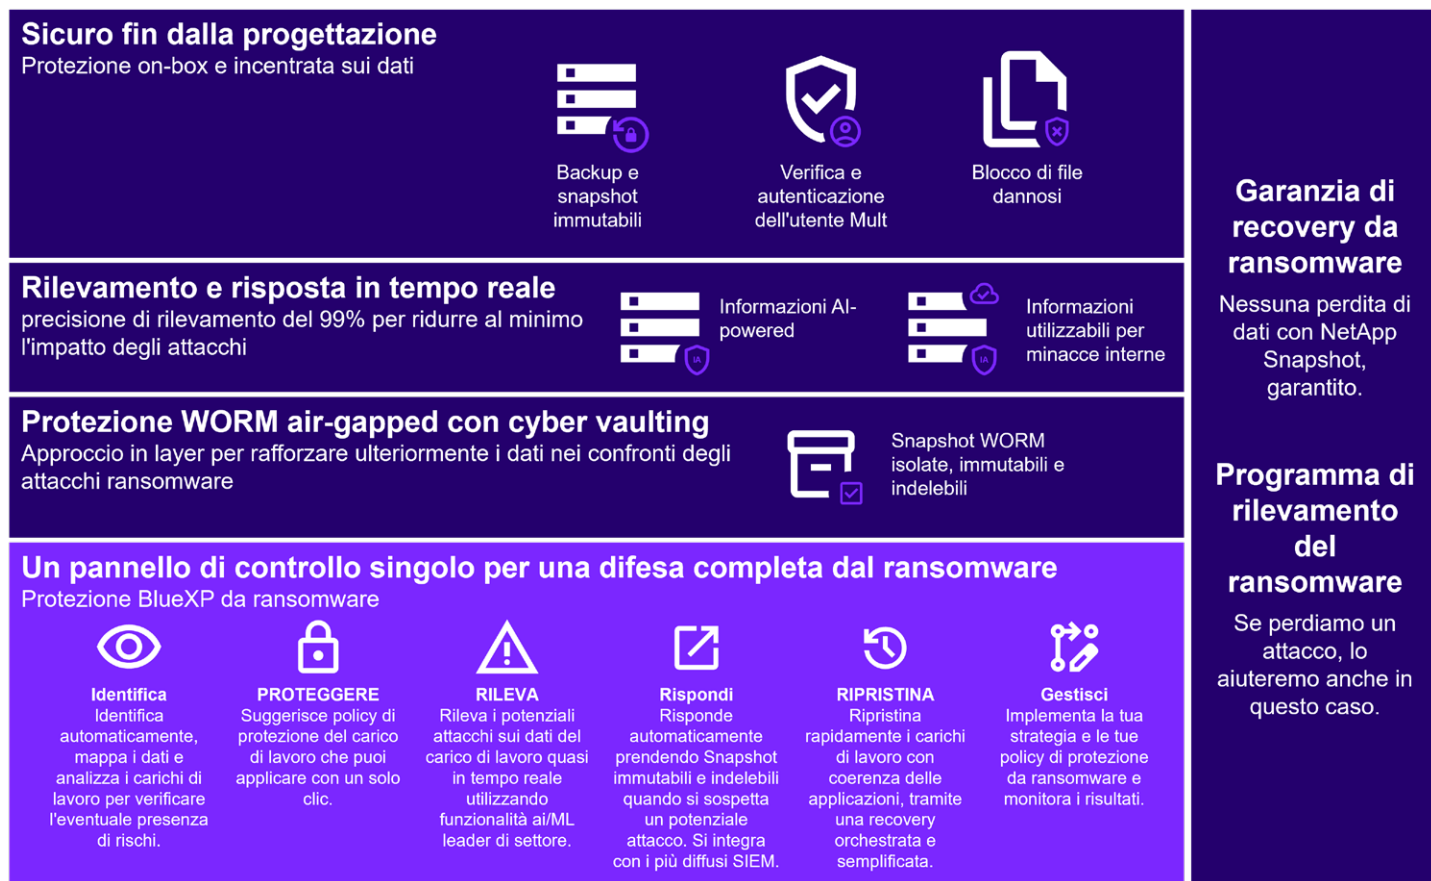 Sicuro fin dalla progettazione
Protezione on-box e incentrata sui dati
Backup e
snapshot
immutabili
Verifica e
autenticazione
dell'utente Mult
Blocco di file
dannosi
Rilevamento e risposta in tempo reale
precisione di rilevamento del 99% per ridurre al minimo
l'impatto degli attacchi
IA
Informazioni AI-
powered
IA
Informazioni
utilizzabili per
minacce interne
Protezione WORM air-gapped con cyber vaulting
Approccio in layer per rafforzare ulteriormente i dati nei confronti degli
attacchi ransomware
Snapshot WORM
isolate, immutabili e
indelebili
Un pannello di controllo singolo per una difesa completa dal ransomware
Protezione BlueXP da ransomware
Identifica
Identifica
automaticamente,
mappa i dati e
analizza i carichi di
lavoro per verificare
l'eventuale presenza
di rischi.
PROTEGGERE
Suggerisce policy di
protezione del carico
di lavoro che puoi
applicare con un solo
clic.
RILEVA
Rileva i potenziali
attacchi sui dati del
carico di lavoro quasi
in tempo reale
utilizzando
funzionalità ai/ML
leader di settore.
Rispondi
Risponde
automaticamente
prendendo Snapshot
immutabili e indelebili
quando si sospetta
un potenziale
attacco. Si integra
con i più diffusi SIEM.
RIPRISTINA
Ripristina
rapidamente i carichi
di lavoro con
coerenza delle
applicazioni, tramite
una recovery
orchestrata e
semplificata.
Gestisci
Implementa la tua
strategia e le tue
policy di protezione
da ransomware e
monitora i risultati.
Garanzia di
recovery da
ransomware
Nessuna perdita di
dati con NetApp
Snapshot,
garantito.
Programma di
rilevamento
del
ransomware
Se perdiamo un
attacco, lo
aiuteremo anche in
questo caso.